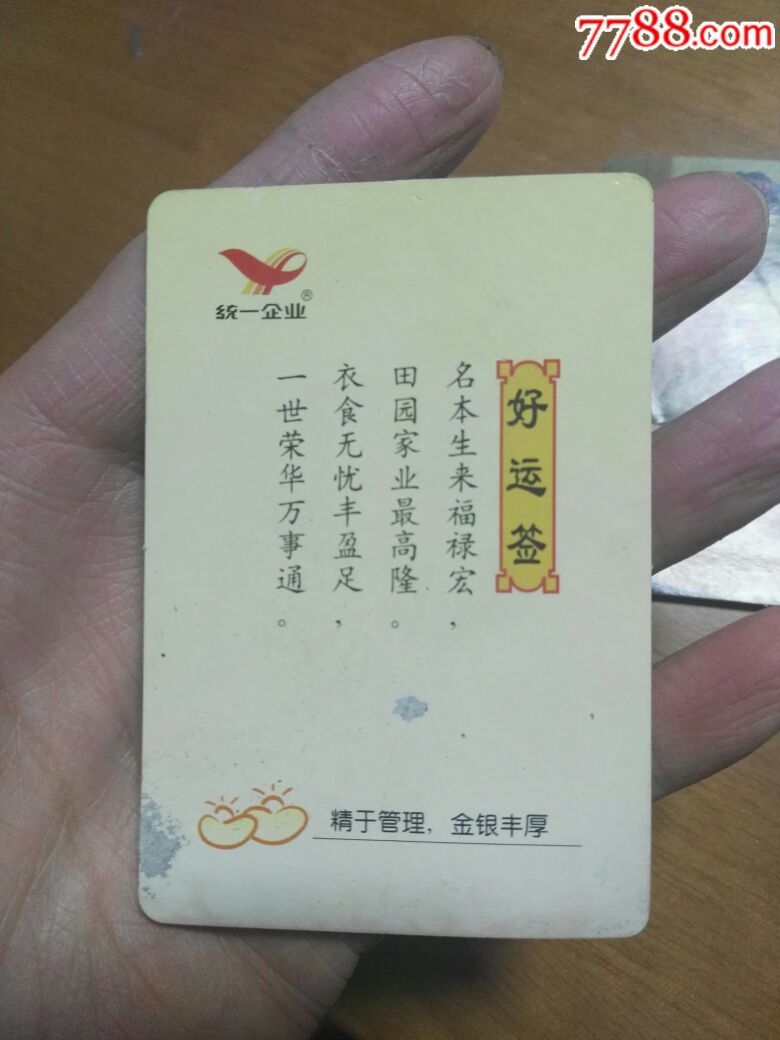 7788.com
统一企业®
好运签
名本生来福禄宏，
田园家业最高隆。
衣食无忧丰盈足，
一世荣华万事通。
精于管理，金银丰厚